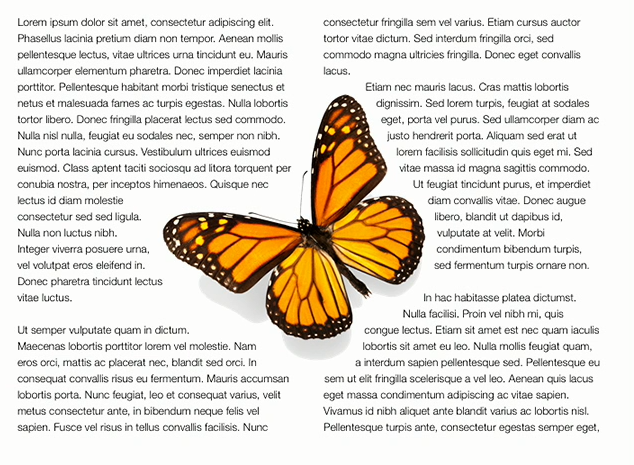 Lorem ipsum dolor sit amet, consectetur adipiscing elit.
Phasellus lacinia pretium diam non tempor. Aenean mollis
pellentesque lectus, vitae ultrices urna tincidunt eu. Mauris
ullamcorper elementum pharetra. Donec imperdiet lacinia
porttitor. Pellentesque habitant morbi tristique senectus et
netus et malesuada fames ac turpis egestas. Nulla lobortis
tortor libero. Donec fringilla placerat lectus sed commodo.
Nulla nisl nulla, feugiat eu sodales nec, semper non nibh.
Nunc porta lacinia cursus. Vestibulum ultrices euismod
euismod. Class aptent taciti sociosqu ad litora torquent per
conubia nostra, per inceptos himenaeos. Quisque nec
lectus id diam molestie
consectetur sed sed ligula.
Nulla non luctus nibh.
Integer viverra posuere urna,
vel volutpat eros eleifend in.
Donec pharetra tincidunt lectus
vitae luctus.
Ut semper vulputate quam in dictum.
Maecenas lobortis porttitor lorem vel molestie. Nam
eros orci, mattis ac placerat nec, blandit sed orci. In
consequat convallis risus eu fermentum. Mauris accumsan
lobortis porta. Nunc feugiat, leo et consequat varius, velit
metus consectetur ante, in bibendum neque felis vel
sapien. Fusce vel risus in tellus convallis facilisis. Nunc
consectetur fringilla sem vel varius. Etiam cursus auctor
tortor vitae dictum. Sed interdum fringilla orci, sed
commodo magna ultricies fringilla. Donec eget convallis
lacus.
Etiam nec mauris lacus. Cras mattis lobortis
dignissim. Sed lorem turpis, feugiat at sodales
eget, porta vel purus. Sed ullamcorper diam ac
justo hendrerit porta. Aliquam sed erat ut
lorem facilisis sollicitudin quis eget mi. Sed
vitae massa id magna sagittis commodo.
Ut feugiat tincidunt purus, et imperdiet
diam convallis vitae. Donec augue
libero, blandit ut dapibus id,
vulputate at velit. Morbi
condimentum bibendum turpis,
sed fermentum turpis ornare non.
In hac habitasse platea dictumst.
Nulla facilisi. Proin vel nibh mi, quis
congue lectus. Etiam sit amet est nec quam iaculis
lobortis sit amet eu leo. Nulla mollis feugiat quam,
a interdum sapien pellentesque sed. Pellentesque eu
sem ut elit fringilla scelerisque a vel leo. Aenean quis lacus
eget massa condimentum adipiscing ac vitae sapien.
Vivamus id nibh aliquet ante blandit varius ac lobortis nisl.
Pellentesque turpis ante, consectetur egestas semper eget,